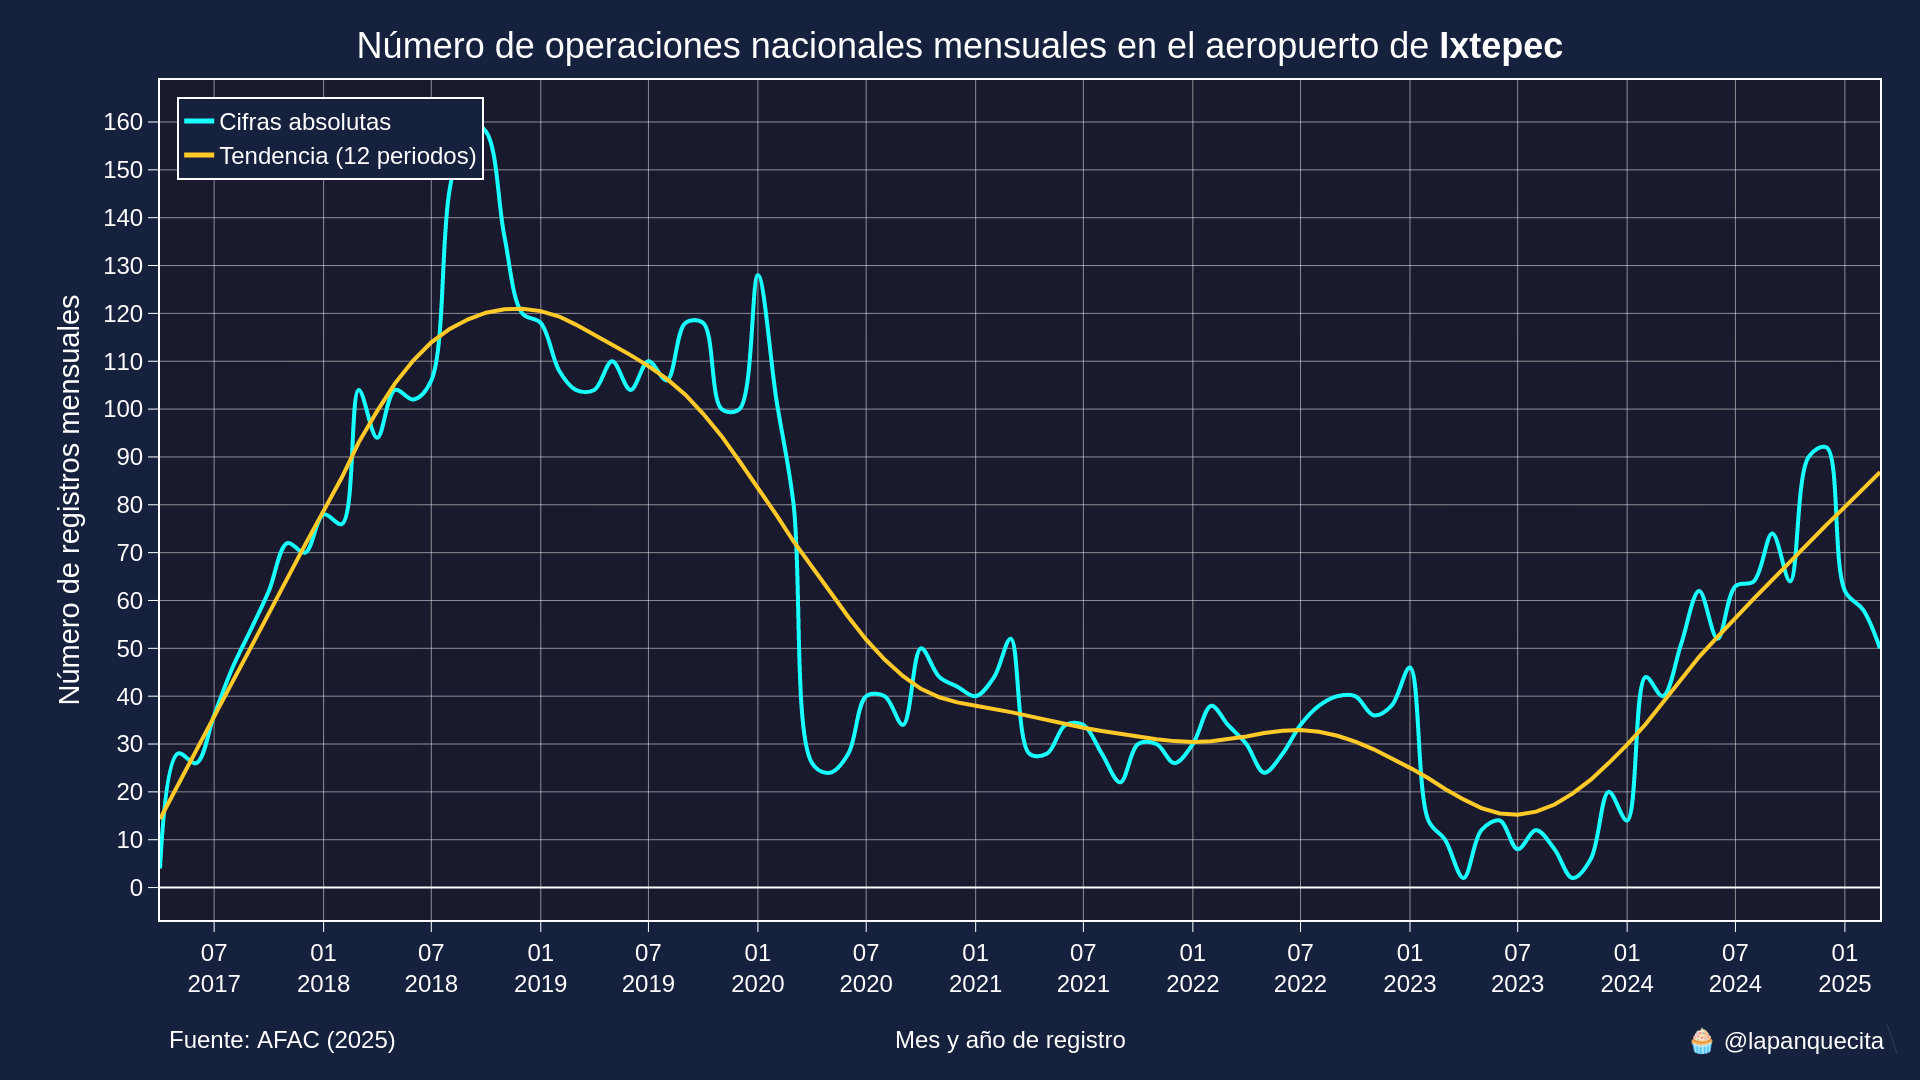 Número de operaciones nacionales mensuales en el aeropuerto de Ixtepec
Cifras absolutas
Tendencia (12 periodos)
Número de registros mensuales
160
150
140
130
120
110
100
90
80
70
60
50
40
30
20
10
0
07 01 07 01 07 01 07 01 07 01 07 01 07 01 07 01
2017 2018 2018 2019 2019 2020 2020 2021 2021 2022 2022 2023 2023 2024 2024 2025
Fuente: AFAC (2025)
Mes y año de registro
🧁 @lapanquecita